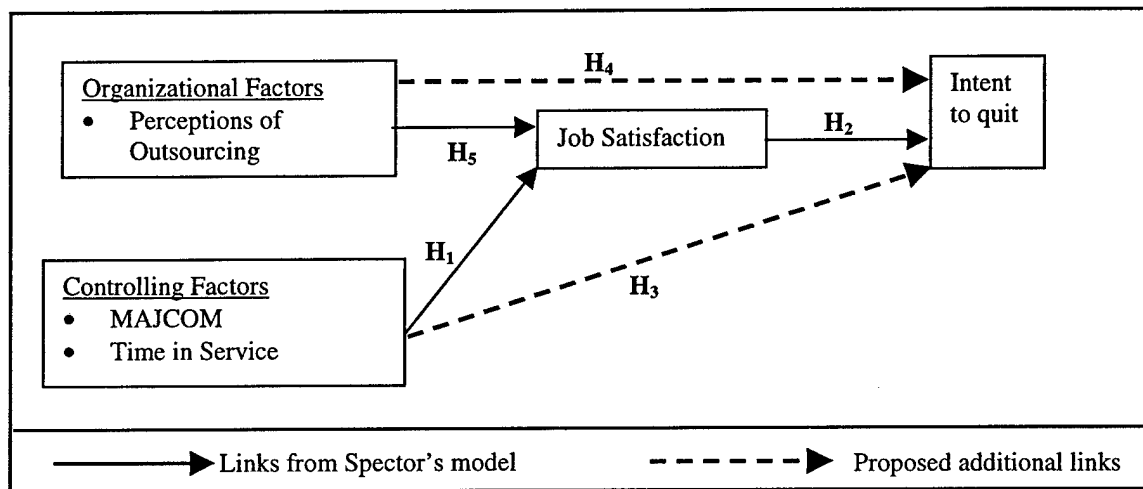 Organizational Factors
• Perceptions of
Outsourcing
H4
Intent
to quit
Job Satisfaction
H2
H5
H1
H3
Controlling Factors
• MAJCOM
• Time in Service
Links from Spector's model
Proposed additional links